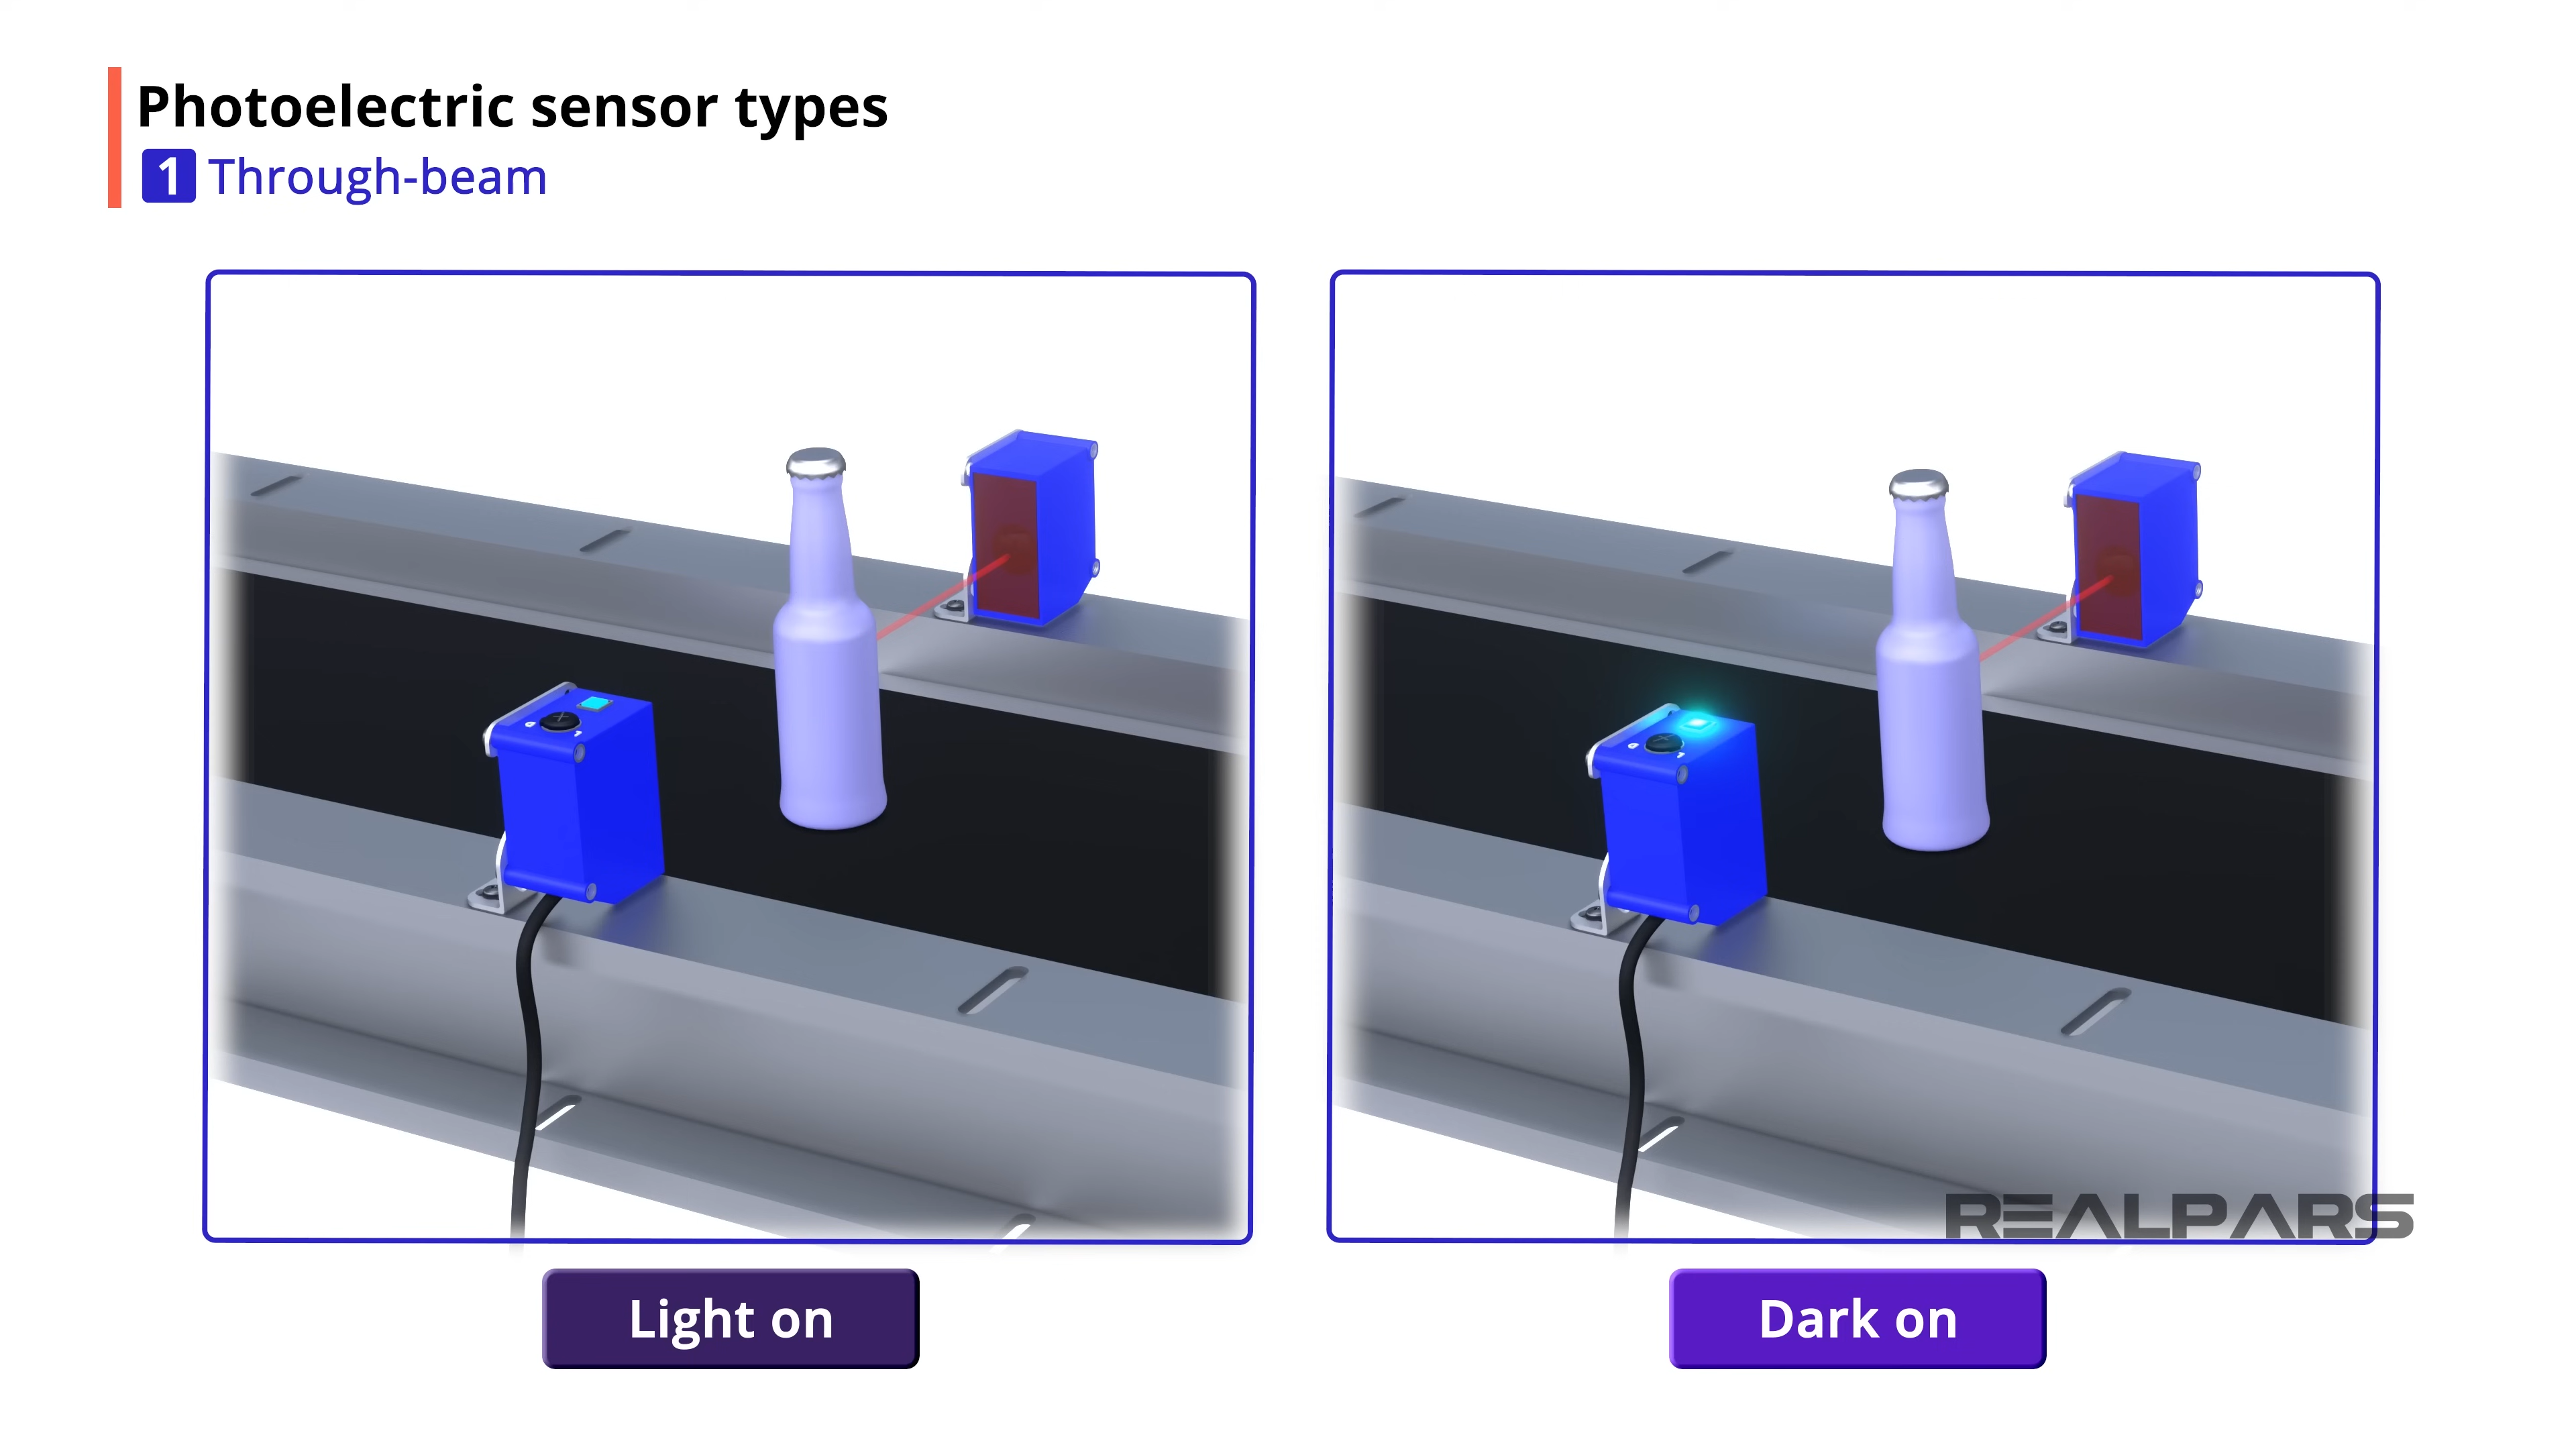 Photoelectric sensor types
1 Through-beam
REALPARS
Light on
Dark on